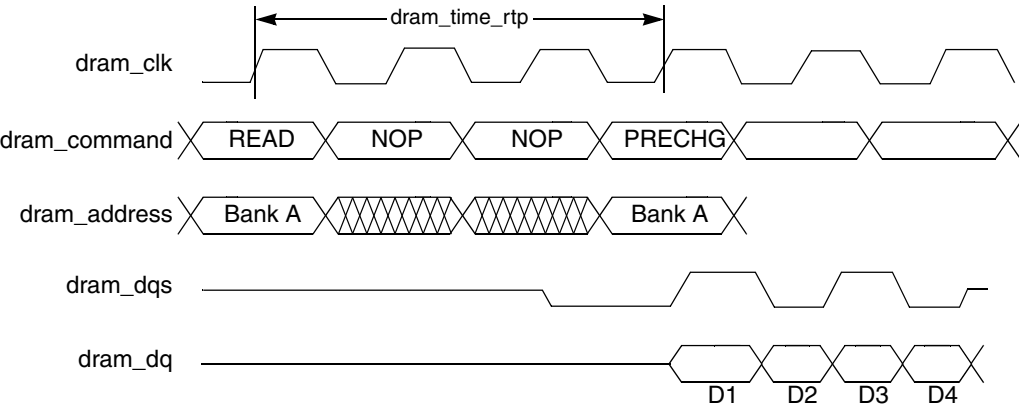 dram_time_rtp
dram_clk
dram_command READ NOP NOP PRECHG
dram_address Bank A Bank A
dram_dqs
dram_dq
D1 D2 D3 D4